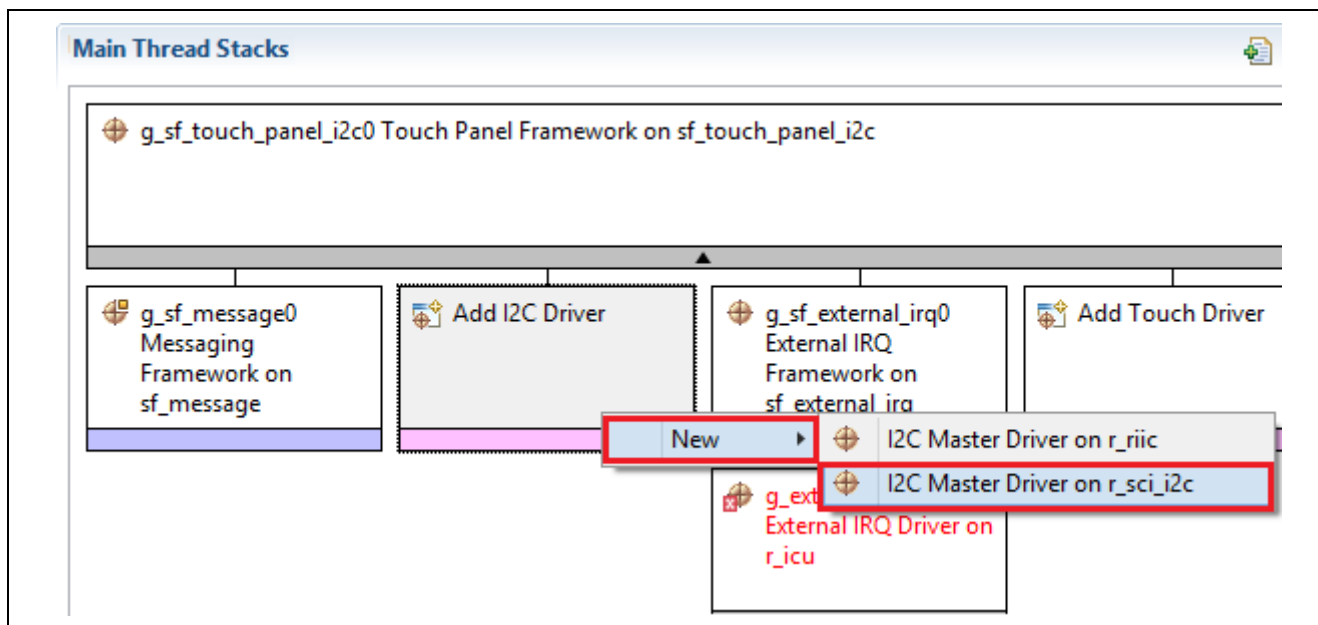 Main Thread Stacks
g_sf_touch_panel_i2c0 Touch Panel Framework on sf_touch_panel_i2c
g_sf_message0
Messaging
Framework on
sf_message
Add I2C Driver
g_sf_external_irq0
External IRQ
Framework on
sf_external_irq
Add Touch Driver
New
I2C Master Driver on r_riic
I2C Master Driver on r_sci_i2c
g_ext
External IRQ Driver on
r_icu